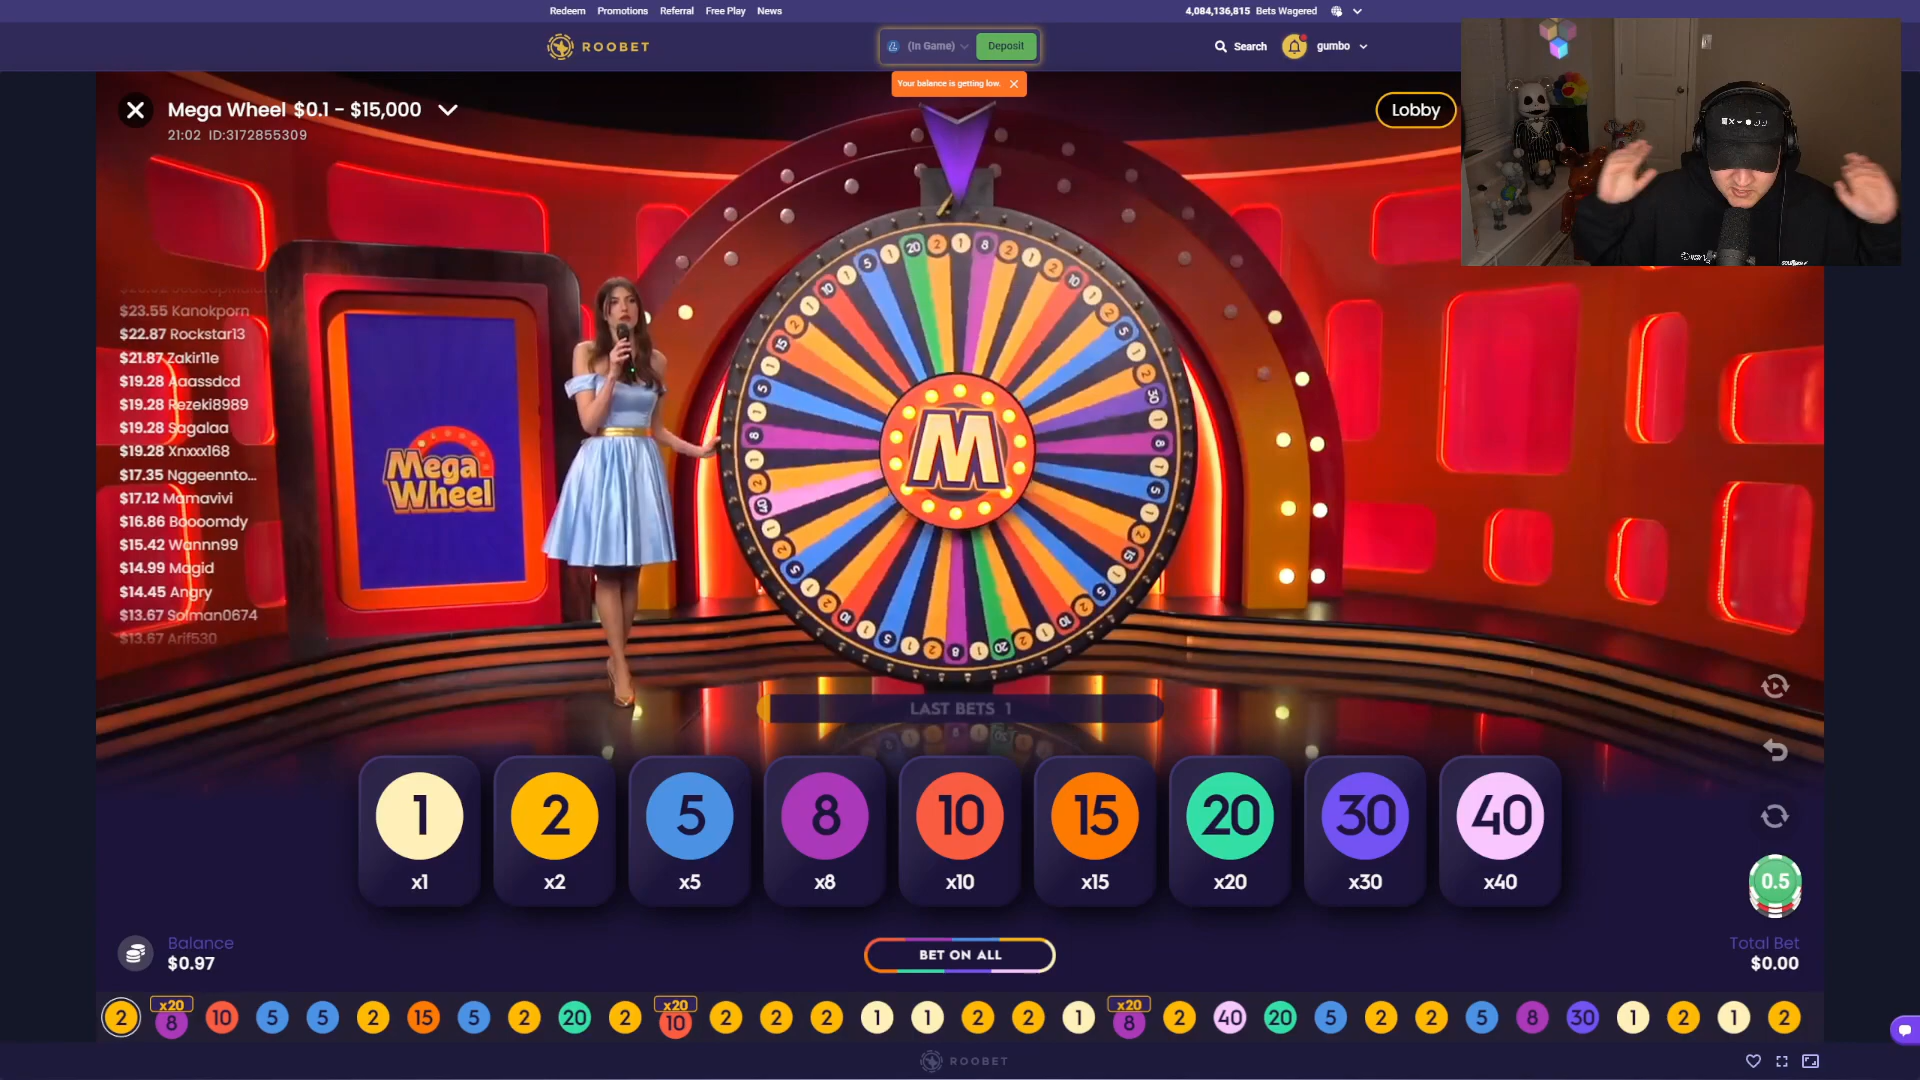 Redeem Promotions Referral Free Play News
4,084,136,815 Bets Wagered
ROOBET
(In Game)
Deposit
Search
gumbo
Your balance is getting low.
Mega Wheel $0.1 - $15,000
21:02 ID:3172855309
Lobby
$23.55 Kanokporn
$22.87 Rockstar13
$21.87 Zakir11e
$19.28 Aaassdcd
$19.28 Rezeki8989
$19.28 Sagalaa
$19.28 Xnxxx168
$17.35 Nggeennto...
$17.12 Mamavivi
$16.86 Boooomdy
$15.42 Wannn99
$14.99 Magid
$14.45 Angry
$13.67 Solman0674
$13.67 Arif530
Mega
Wheel
M
LAST BETS 1
1 2 5 8 10 15 20 30 40
x1 x2 x5 x8 x10 x15 x20 x30 x40
0.5
Balance
$0.97
BET ON ALL
Total Bet
$0.00
x20 x20 x20
2 8 10 5 5 2 15 5 2 20 2 10 2 2 2 1 1 2 2 1 8 2 40 20 5 2 2 5 8 30 1 2 1 2
ROOBET